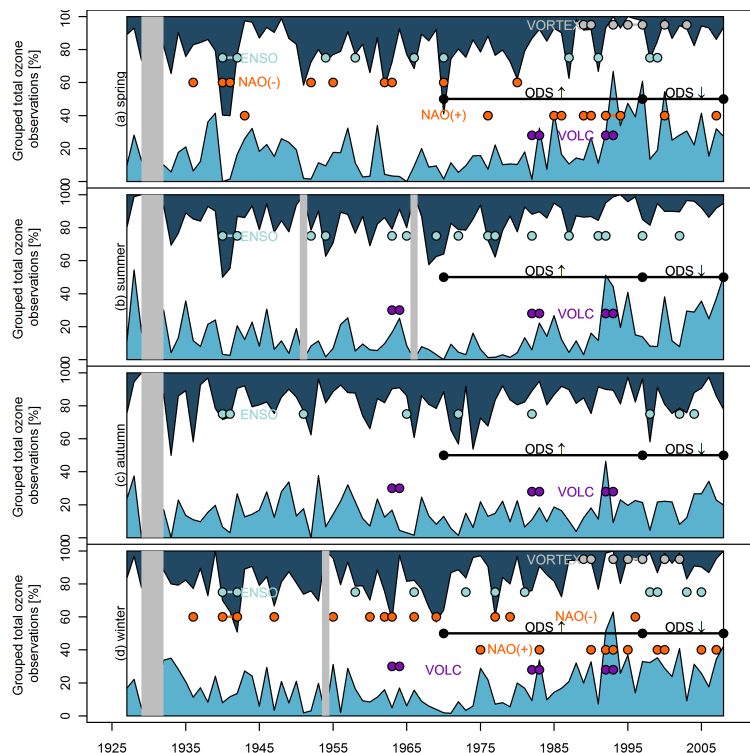 Grouped total ozone
observations [%]
(a) spring
100
80
60
40
20
0
VORTEX
ENSO
NAO(-)
ODS ↑
ODS ↓
NAO(+)
VOLC
Grouped total ozone
observations [%]
(b) summer
100
80
60
40
20
0
ENSO
ODS ↑
ODS ↓
VOLC
Grouped total ozone
observations [%]
(c) autumn
100
80
60
40
20
0
ENSO
ODS ↑
ODS ↓
VOLC
Grouped total ozone
observations [%]
(d) winter
100
80
60
40
20
0
VORTEX
ENSO
NAO(-)
ODS ↑
ODS ↓
NAO(+)
VOLC
1925 1935 1945 1955 1965 1975 1985 1995 2005